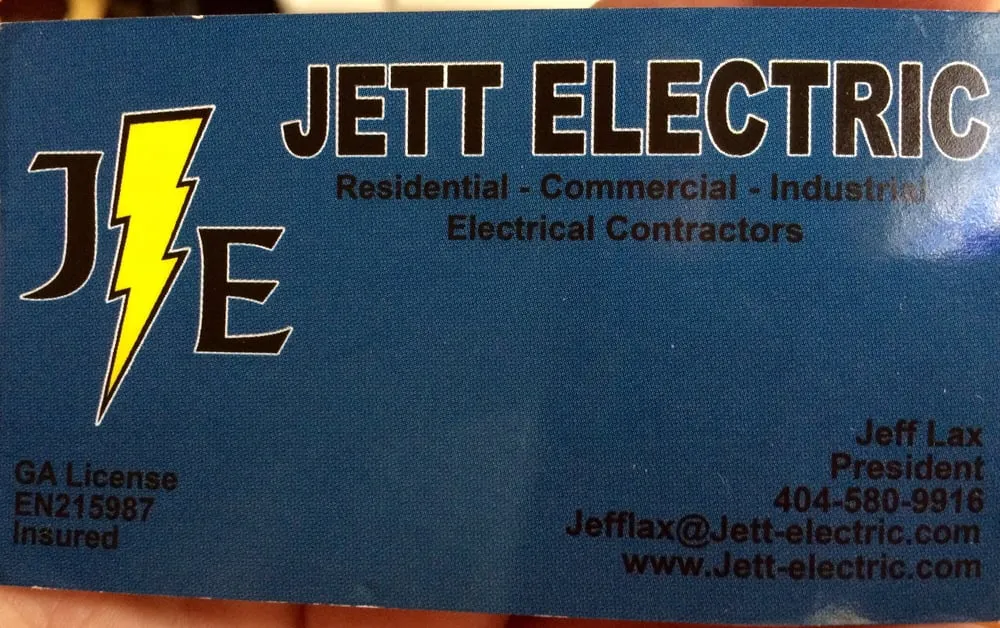 JETT ELECTRIC
Residential - Commercial - Industrial
Electrical Contractors
J E
GA License
EN215987
Insured
Jeff Lax
President
404-580-9916
Jefflax@Jett-electric.com
www.Jett-electric.com